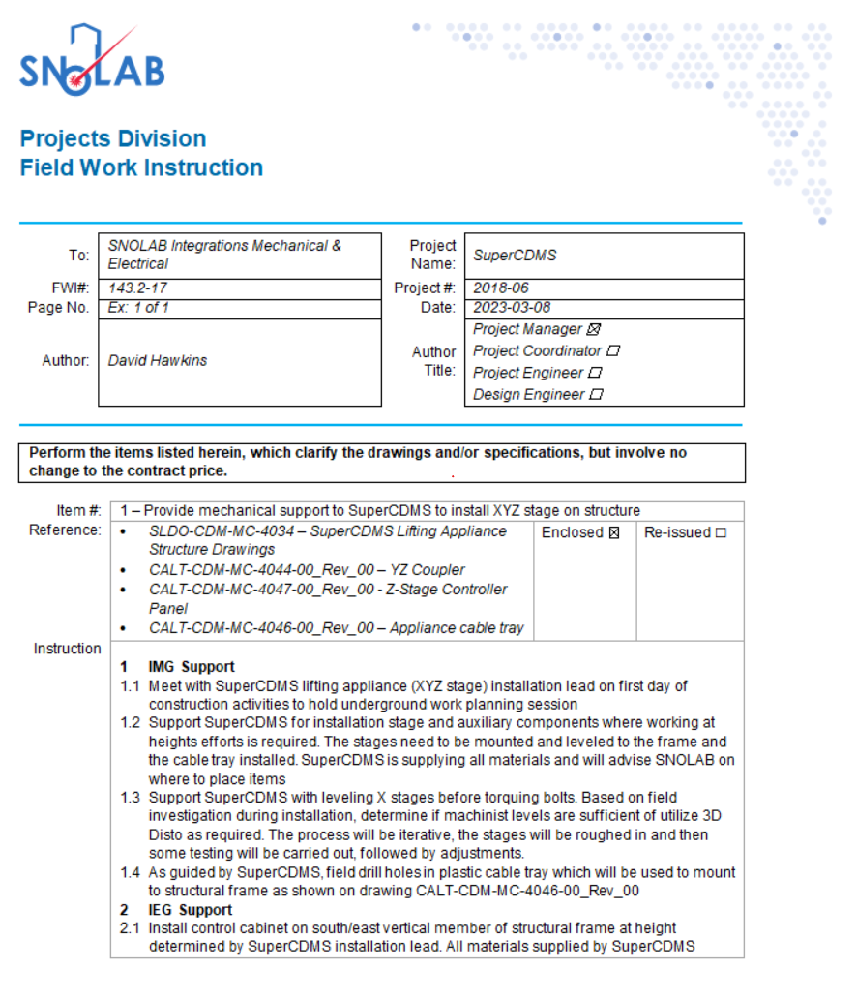 SNOLAB
Projects Division
Field Work Instruction
To: SNOLAB Integrations Mechanical &
Electrical
Project
Name: SuperCDMS
FWI#: 143.2-17
Project #: 2018-06
Page No. Ex: 1 of 1
Date: 2023-03-08
Author: David Hawkins
Author
Title:
Project Manager ☒
Project Coordinator ☐
Project Engineer ☐
Design Engineer ☐
Perform the items listed herein, which clarify the drawings and/or specifications, but involve no
change to the contract price.
Item #: 1 – Provide mechanical support to SuperCDMS to install XYZ stage on structure
Reference:
• SLDO-CDM-MC-4034 – SuperCDMS Lifting Appliance
Structure Drawings
• CALT-CDM-MC-4044-00_Rev_00 – YZ Coupler
• CALT-CDM-MC-4047-00_Rev_00 - Z-Stage Controller
Panel
• CALT-CDM-MC-4046-00_Rev_00 – Appliance cable tray
Enclosed ☒
Re-issued ☐
Instruction
1 IMG Support
1.1 Meet with SuperCDMS lifting appliance (XYZ stage) installation lead on first day of
construction activities to hold underground work planning session
1.2 Support SuperCDMS for installation stage and auxiliary components where working at
heights efforts is required. The stages need to be mounted and leveled to the frame and
the cable tray installed. SuperCDMS is supplying all materials and will advise SNOLAB on
where to place items
1.3 Support SuperCDMS with leveling X stages before torquing bolts. Based on field
investigation during installation, determine if machinist levels are sufficient of utilize 3D
Disto as required. The process will be iterative, the stages will be roughed in and then
some testing will be carried out, followed by adjustments.
1.4 As guided by SuperCDMS, field drill holes in plastic cable tray which will be used to mount
to structural frame as shown on drawing CALT-CDM-MC-4046-00_Rev_00
2 IEG Support
2.1 Install control cabinet on south/east vertical member of structural frame at height
determined by SuperCDMS installation lead. All materials supplied by SuperCDMS